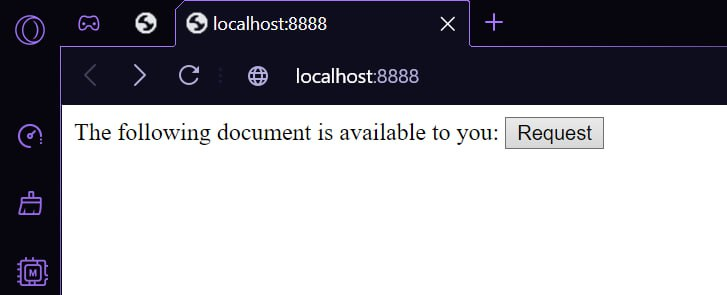 localhost:8888
localhost:8888
The following document is available to you: Request
M